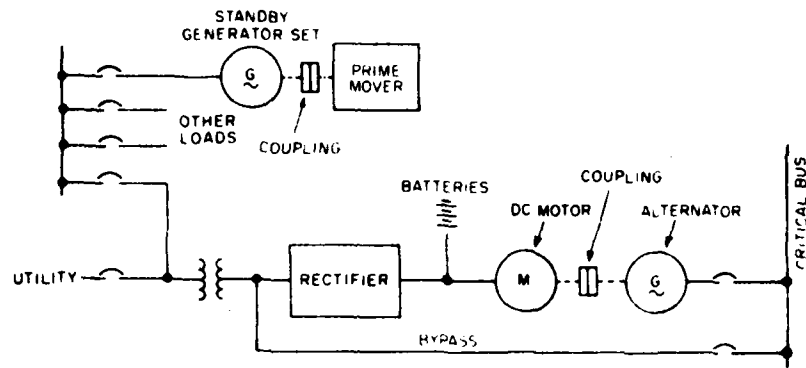 STANDBY
GENERATOR SET
G
PRIME
MOVER
OTHER
LOADS
COUPLING
BATTERIES
COUPLING
DC MOTOR
ALTERNATOR
CRITICAL BUS
UTILITY
RECTIFIER
M
G
BYPASS